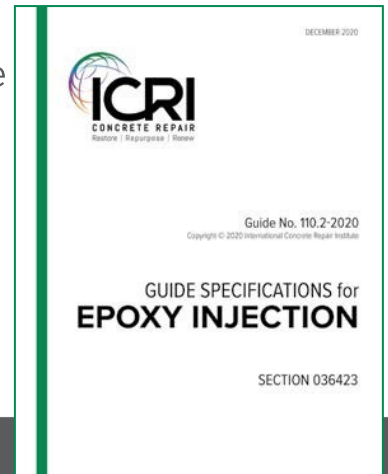 e
DECEMBER 2020
ICRI
CONCRETE REPAIR
Restore | Repurpose | Renew
Guide No. 110.2-2020
Copyright © 2020 International Concrete Repair Institute
GUIDE SPECIFICATIONS for
EPOXY INJECTION
SECTION 036423